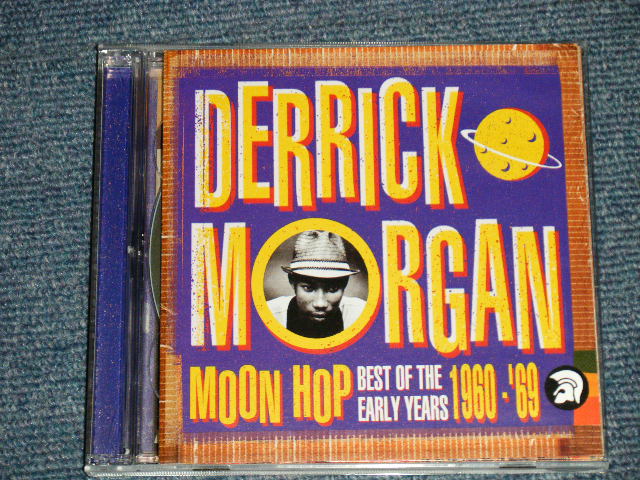 DERRICK
MORGAN
MOON HOP
BEST OF THE
EARLY YEARS
1960-'69